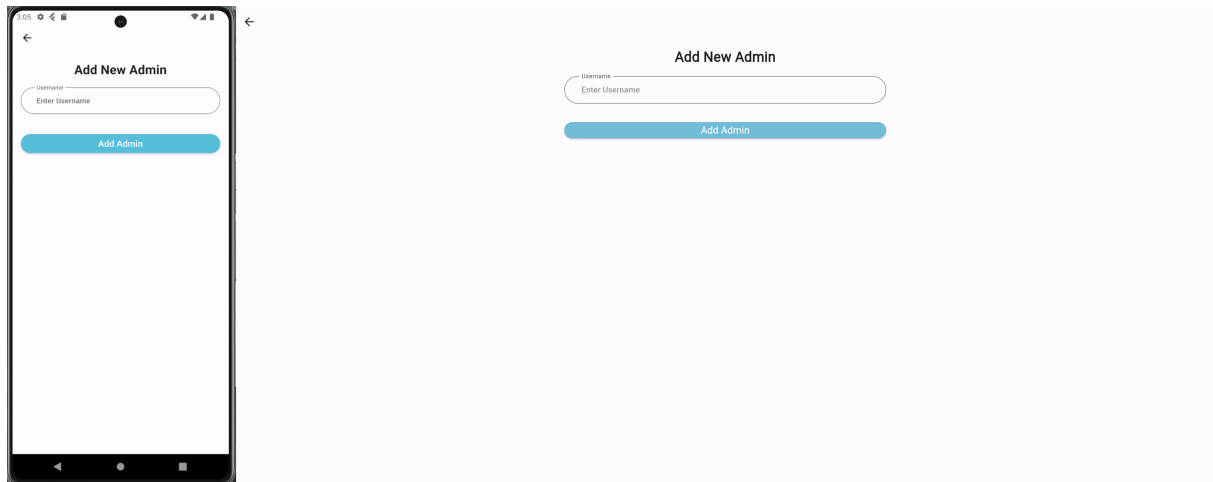 3:05
Add New Admin
Username
Enter Username
Add Admin
Add New Admin
Username
Enter Username
Add Admin